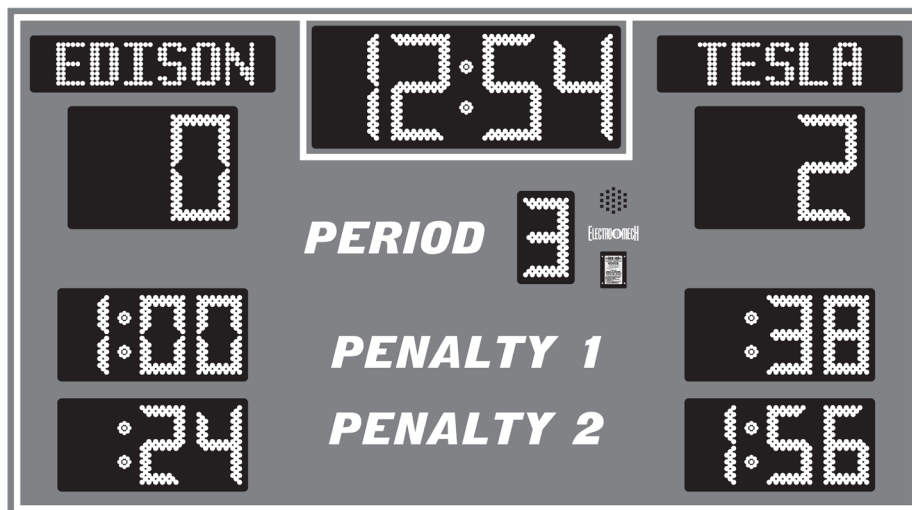 EDISON 12:54 TESLA
0 2
PERIOD 3
ELECTRO-MECH
1:00 PENALTY 1 :38
:24 PENALTY 2 1:56